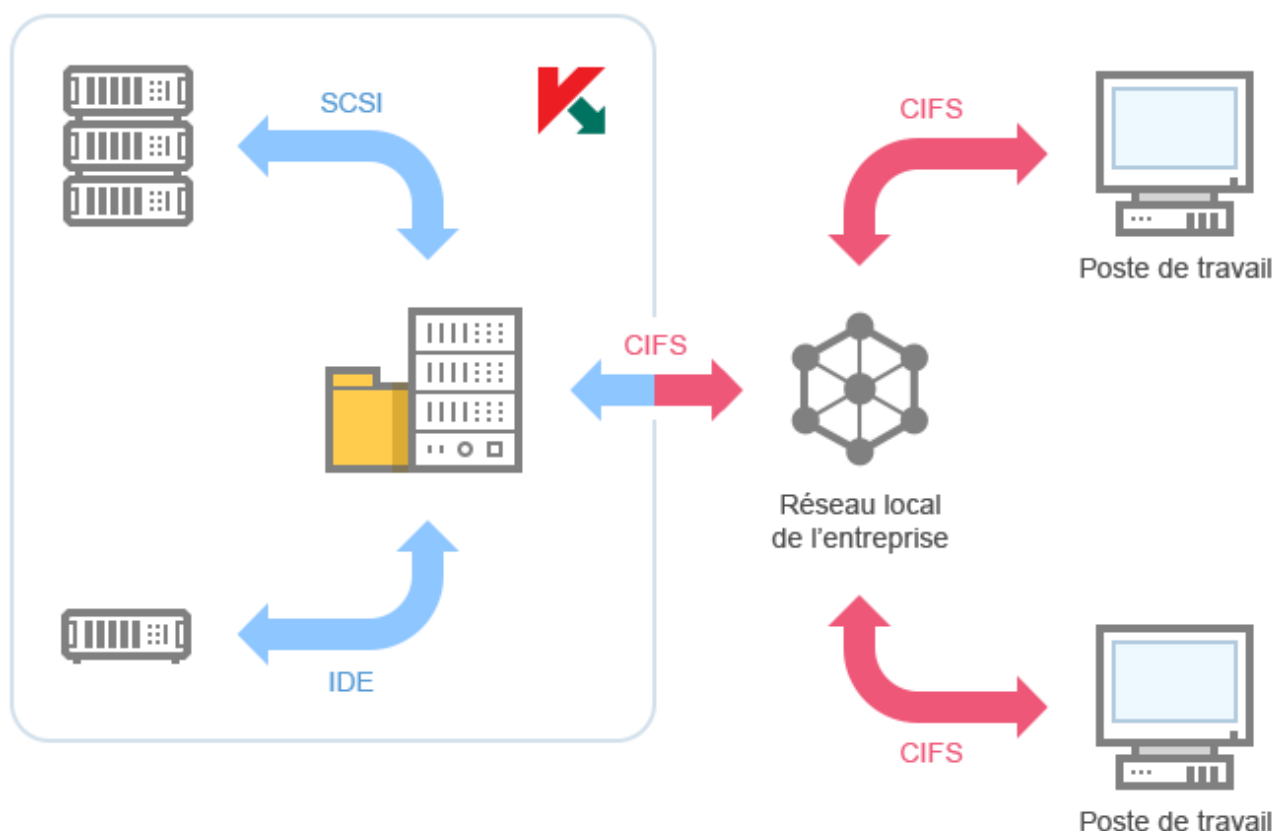 SCSI
CIFS
Poste de travail
CIFS
Réseau local
de l'entreprise
IDE
CIFS
Poste de travail